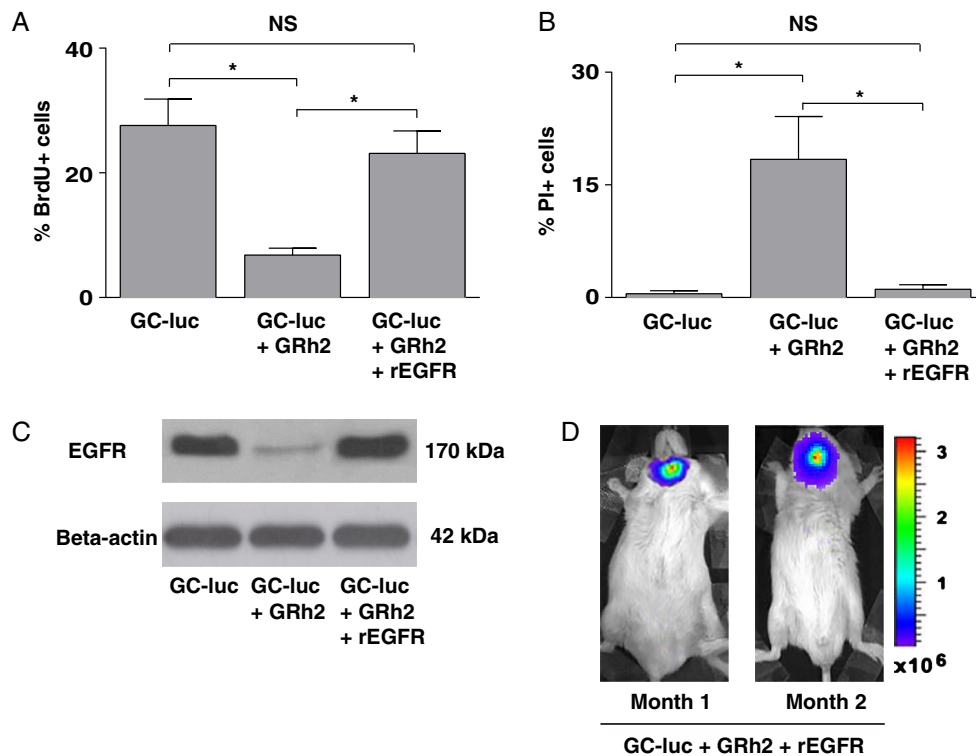 A
NS
*
*
40
20
0
% BrdU+ cells
GC-luc
GC-luc
+ GRh2
GC-luc
+ GRh2
+ rEGFR
B
NS
*
*
30
15
0
% PI+ cells
GC-luc
GC-luc
+ GRh2
GC-luc
+ GRh2
+ rEGFR
C
EGFR
170 kDa
Beta-actin
42 kDa
GC-luc
GC-luc
+ GRh2
GC-luc
+ GRh2
+ rEGFR
D
3
2
1
x10⁶
Month 1
Month 2
GC-luc + GRh2 + rEGFR